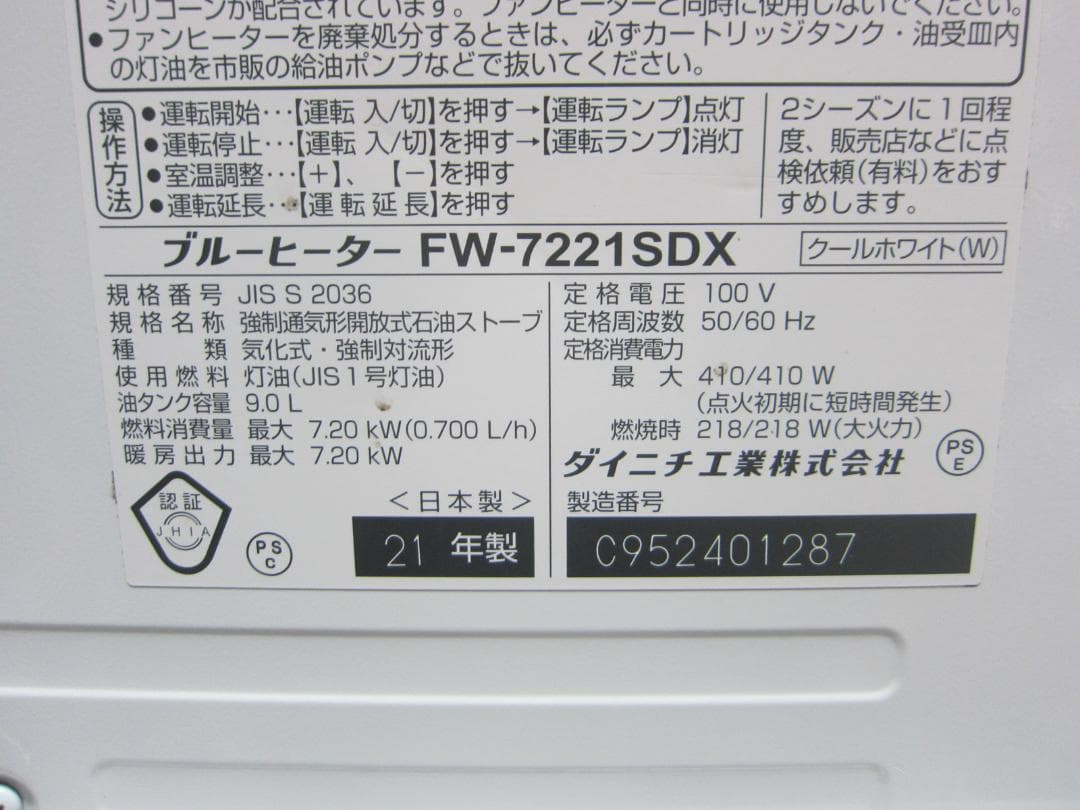 シリコーンが配合されています。ファンヒーターと同時に使用しないでください。
●ファンヒーターを廃棄処分するときは、必ずカートリッジタンク・油受皿内
の灯油を市販の給油ポンプなどで抜いてください。
操作方法
●運転開始…【運転 入/切】を押す→【運転ランプ】点灯
●運転停止…【運転 入/切】を押す→【運転ランプ】消灯
●室温調整…【+】、【-】を押す
●運転延長…【運転延長】を押す
2シーズンに1回程
度、販売店などに点
検依頼(有料)をおす
すめします。
ブルーヒーター FW-7221SDX
クールホワイト(W)
規格番号 JIS S 2036
規格名称 強制通気形開放式石油ストーブ
種類 気化式・強制対流形
使用燃料 灯油(JIS1号灯油)
油タンク容量 9.0 L
燃料消費量 最大 7.20 kW(0.700 L/h)
暖房出力 最大 7.20 kW
認証
JHIA
PS
C
<日本製>
21 年製
定格電圧 100 V
定格周波数 50/60 Hz
定格消費電力
最大 410/410 W
(点火初期に短時間発生)
燃焼時 218/218 W(大火力)
ダイニチ工業株式会社
PS
E
製造番号
C952401287